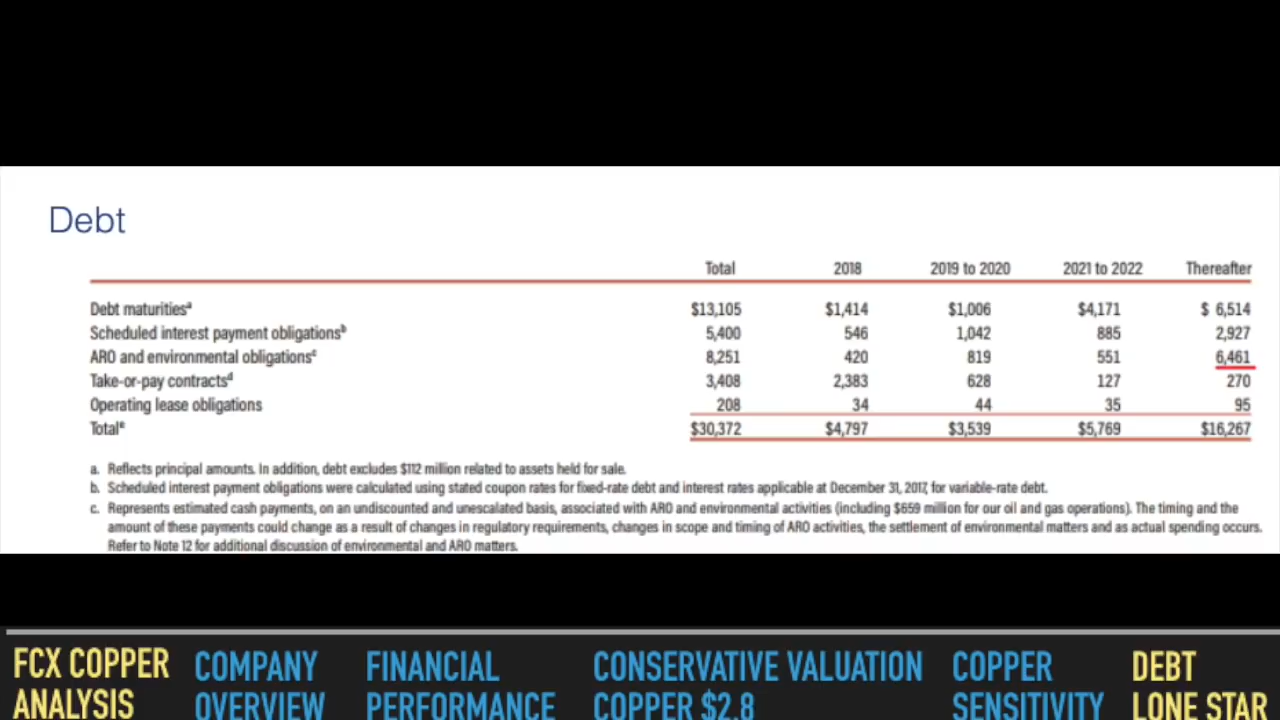 Debt
Total 2018 2019 to 2020 2021 to 2022 Thereafter
Debt maturitiesᵃ $13,105 $1,414 $1,006 $4,171 $ 6,514
Scheduled interest payment obligationsᵇ 5,400 546 1,042 885 2,927
ARO and environmental obligationsᶜ 8,251 420 819 551 6,461
Take-or-pay contractsᵈ 3,408 2,383 628 127 270
Operating lease obligations 208 34 44 35 95
Totalᵉ $30,372 $4,797 $3,539 $5,769 $16,267
a. Reflects principal amounts. In addition, debt excludes $112 million related to assets held for sale.
b. Scheduled interest payment obligations were calculated using stated coupon rates for fixed-rate debt and interest rates applicable at December 31, 2017, for variable-rate debt.
c. Represents estimated cash payments, on an undiscounted and unescalated basis, associated with ARO and environmental activities (including $659 million for our oil and gas operations). The timing and the
amount of these payments could change as a result of changes in regulatory requirements, changes in scope and timing of ARO activities, the settlement of environmental matters and as actual spending occurs.
Refer to Note 12 for additional discussion of environmental and ARO matters.
FCX COPPER COMPANY FINANCIAL CONSERVATIVE VALUATION COPPER DEBT
ANALYSIS OVERVIEW PERFORMANCE COPPER $2.8 SENSITIVITY LONE STAR